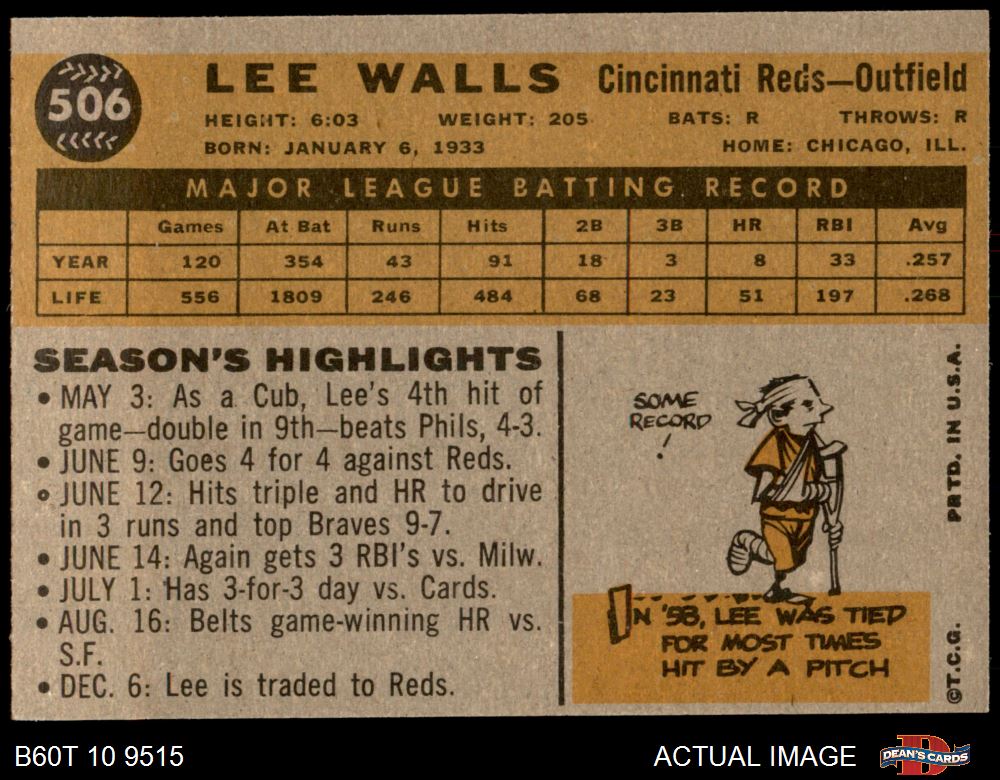 506
LEE WALLS Cincinnati Reds—Outfield
HEIGHT: 6:03 WEIGHT: 205 BATS: R THROWS: R
BORN: JANUARY 6, 1933 HOME: CHICAGO, ILL.
MAJOR LEAGUE BATTING RECORD
Games At Bat Runs Hits 2B 3B HR RBI Avg
YEAR 120 354 43 91 18 3 8 33 .257
LIFE 556 1809 246 484 68 23 51 197 .268
SEASON'S HIGHLIGHTS
• MAY 3: As a Cub, Lee's 4th hit of
game—double in 9th—beats Phils, 4-3.
• JUNE 9: Goes 4 for 4 against Reds.
• JUNE 12: Hits triple and HR to drive
in 3 runs and top Braves 9-7.
• JUNE 14: Again gets 3 RBI's vs. Milw.
• JULY 1: Has 3-for-3 day vs. Cards.
• AUG. 16: Belts game-winning HR vs.
S.F.
• DEC. 6: Lee is traded to Reds.
SOME
RECORD
!
IN '58, LEE WAS TIED
FOR MOST TIMES
HIT BY A PITCH
©T.C.G. PRTD. IN U.S.A.
B60T 10 9515 ACTUAL IMAGE
DEAN'S CARDS